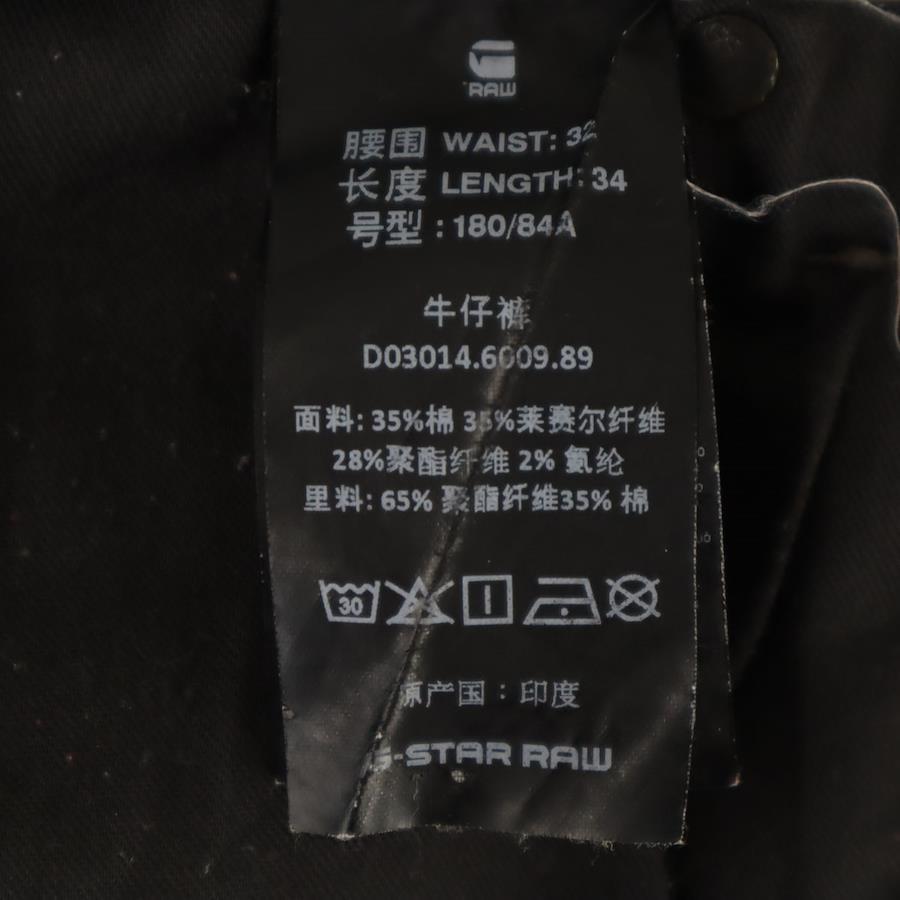 RAW
腰围 WAIST: 32
长度 LENGTH: 34
号型 : 180/84A
牛仔裤
D03014.6009.89
面料: 35%棉 35%莱赛尔纤维
28%聚酯纤维 2% 氨纶
里料: 65% 聚酯纤维35% 棉
30
原产国 : 印度
G-STAR RAW